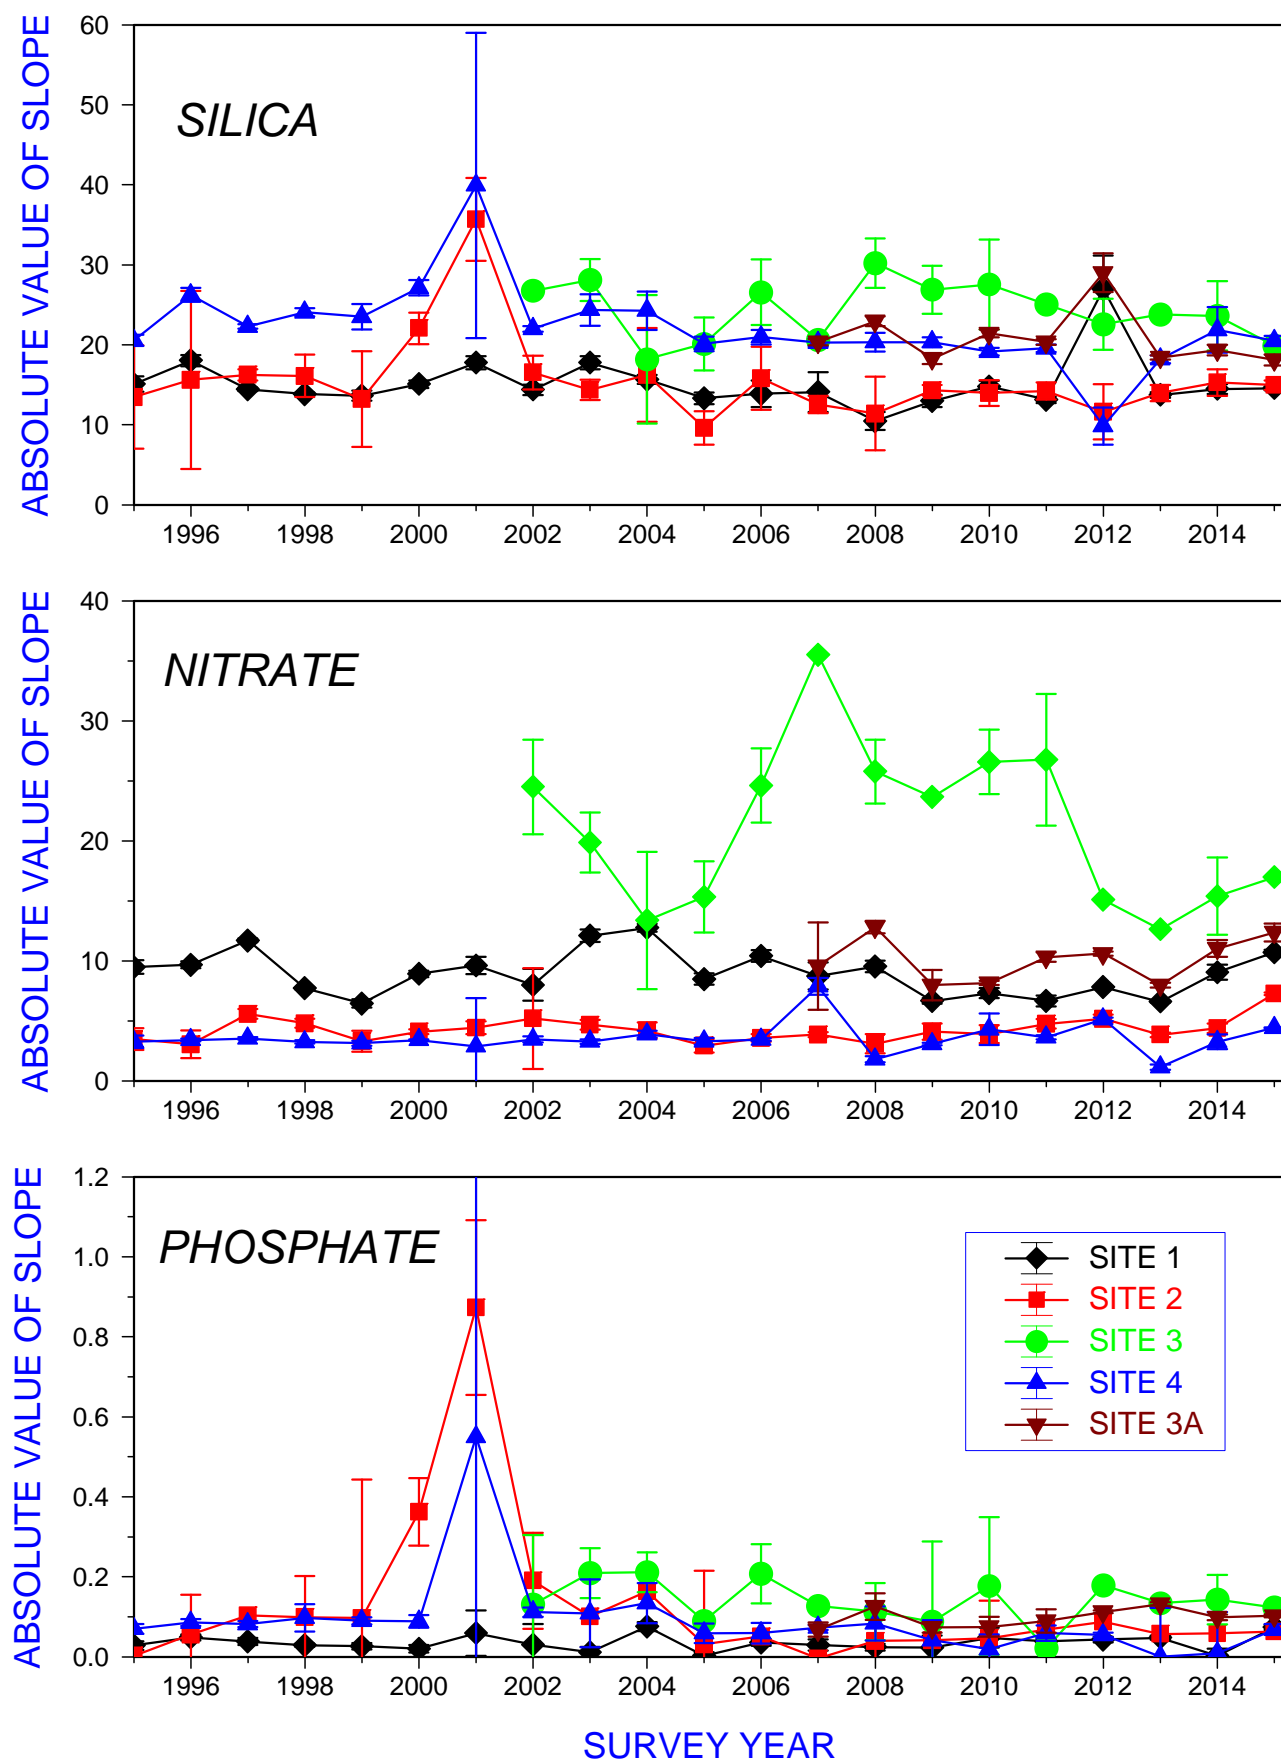 ABSOLUTE VALUE OF SLOPE
60
50
40
30
20
10
0
SILICA
1996 1998 2000 2002 2004 2006 2008 2010 2012 2014
ABSOLUTE VALUE OF SLOPE
40
30
20
10
0
NITRATE
1996 1998 2000 2002 2004 2006 2008 2010 2012 2014
ABSOLUTE VALUE OF SLOPE
1.2
1.0
0.8
0.6
0.4
0.2
0.0
PHOSPHATE
SITE 1
SITE 2
SITE 3
SITE 4
SITE 3A
1996 1998 2000 2002 2004 2006 2008 2010 2012 2014
SURVEY YEAR